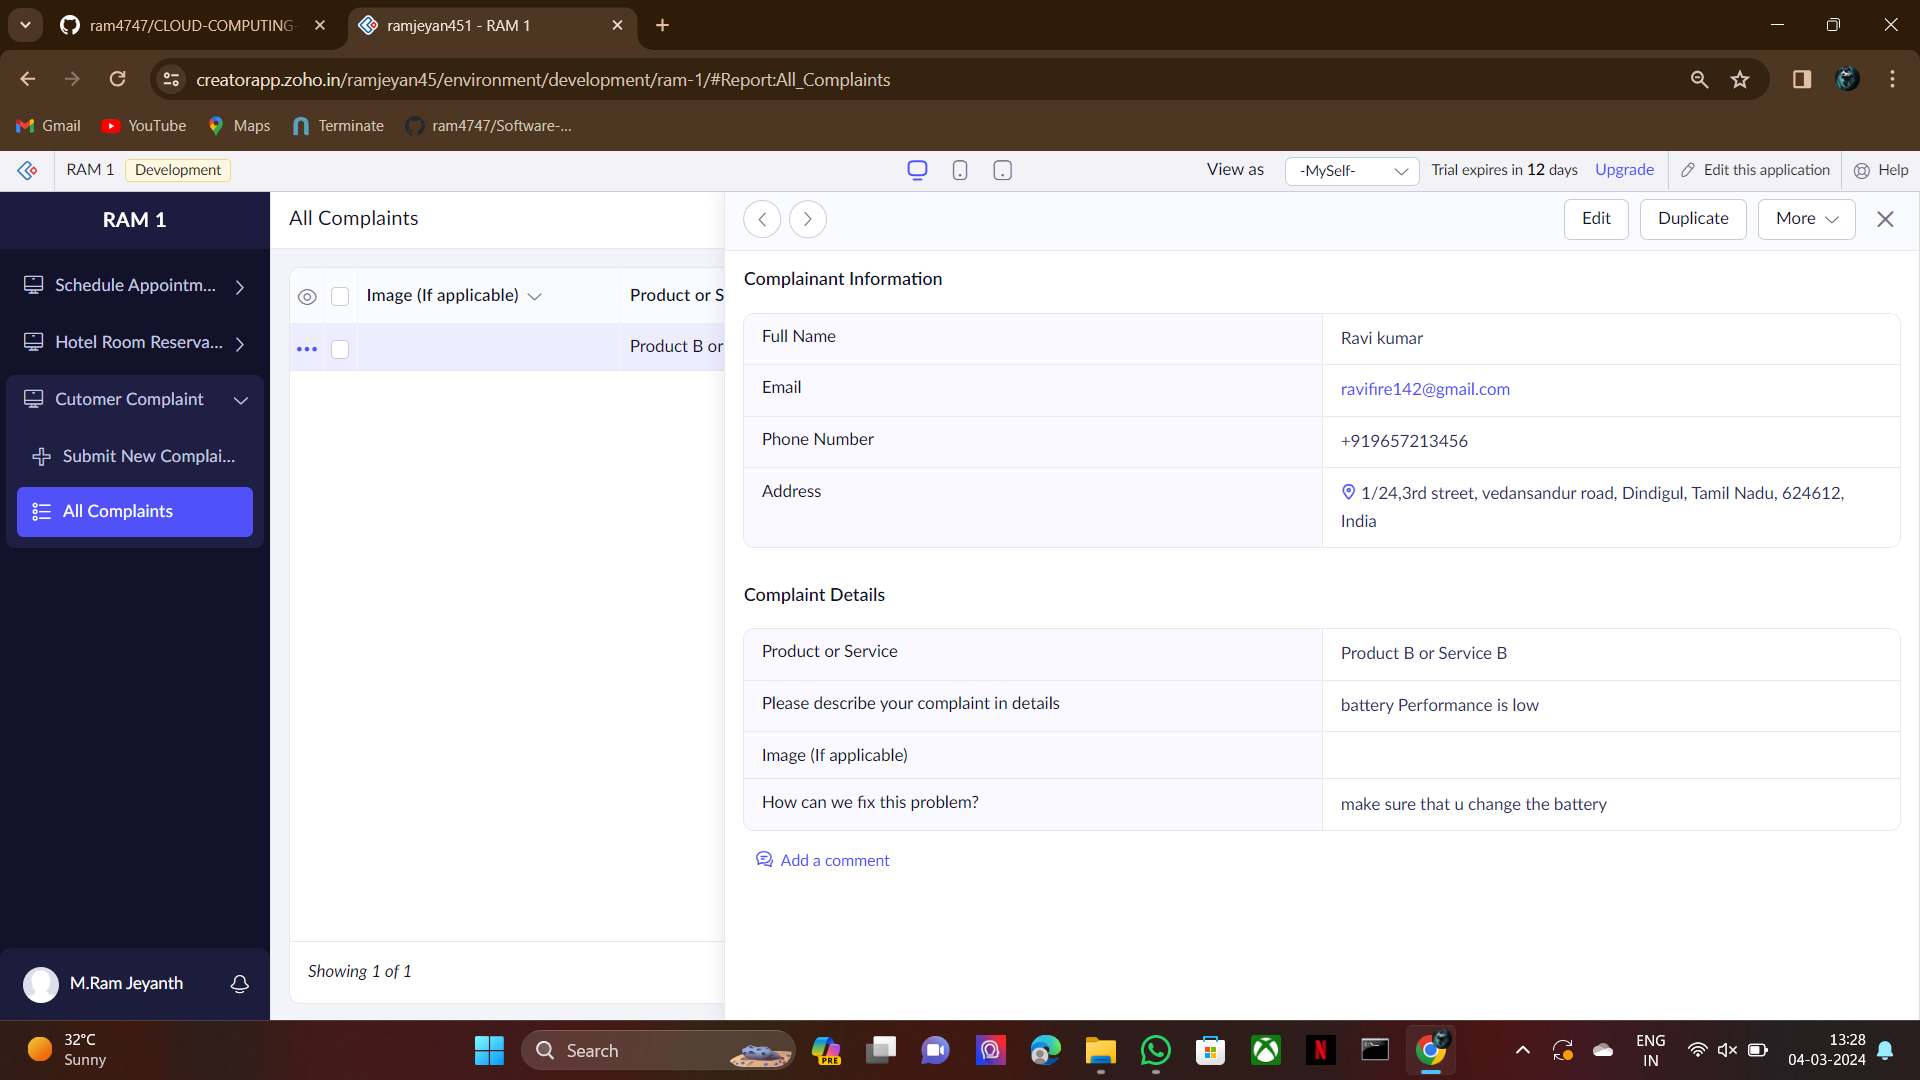 ram4747/CLOUD-COMPUTING-
ramjeyan451 - RAM 1
creatorapp.zoho.in/ramjeyan45/environment/development/ram-1/#Report:All_Complaints
Gmail
YouTube
Maps
Terminate
ram4747/Software-...
RAM 1
Development
View as
-MySelf-
Trial expires in 12 days
Upgrade
Edit this application
Help
RAM 1
Schedule Appointm...
Hotel Room Reserva...
Cutomer Complaint
Submit New Complai...
All Complaints
M.Ram Jeyanth
All Complaints
Image (If applicable)
Product or S
Product B or
Showing 1 of 1
Edit
Duplicate
More
Complainant Information
Full Name
Ravi kumar
Email
ravifire142@gmail.com
Phone Number
+919657213456
Address
1/24,3rd street, vedansandur road, Dindigul, Tamil Nadu, 624612,
India
Complaint Details
Product or Service
Product B or Service B
Please describe your complaint in details
battery Performance is low
Image (If applicable)
How can we fix this problem?
make sure that u change the battery
Add a comment
32°C
Sunny
Search
PRE
N
ENG
IN
13:28
04-03-2024